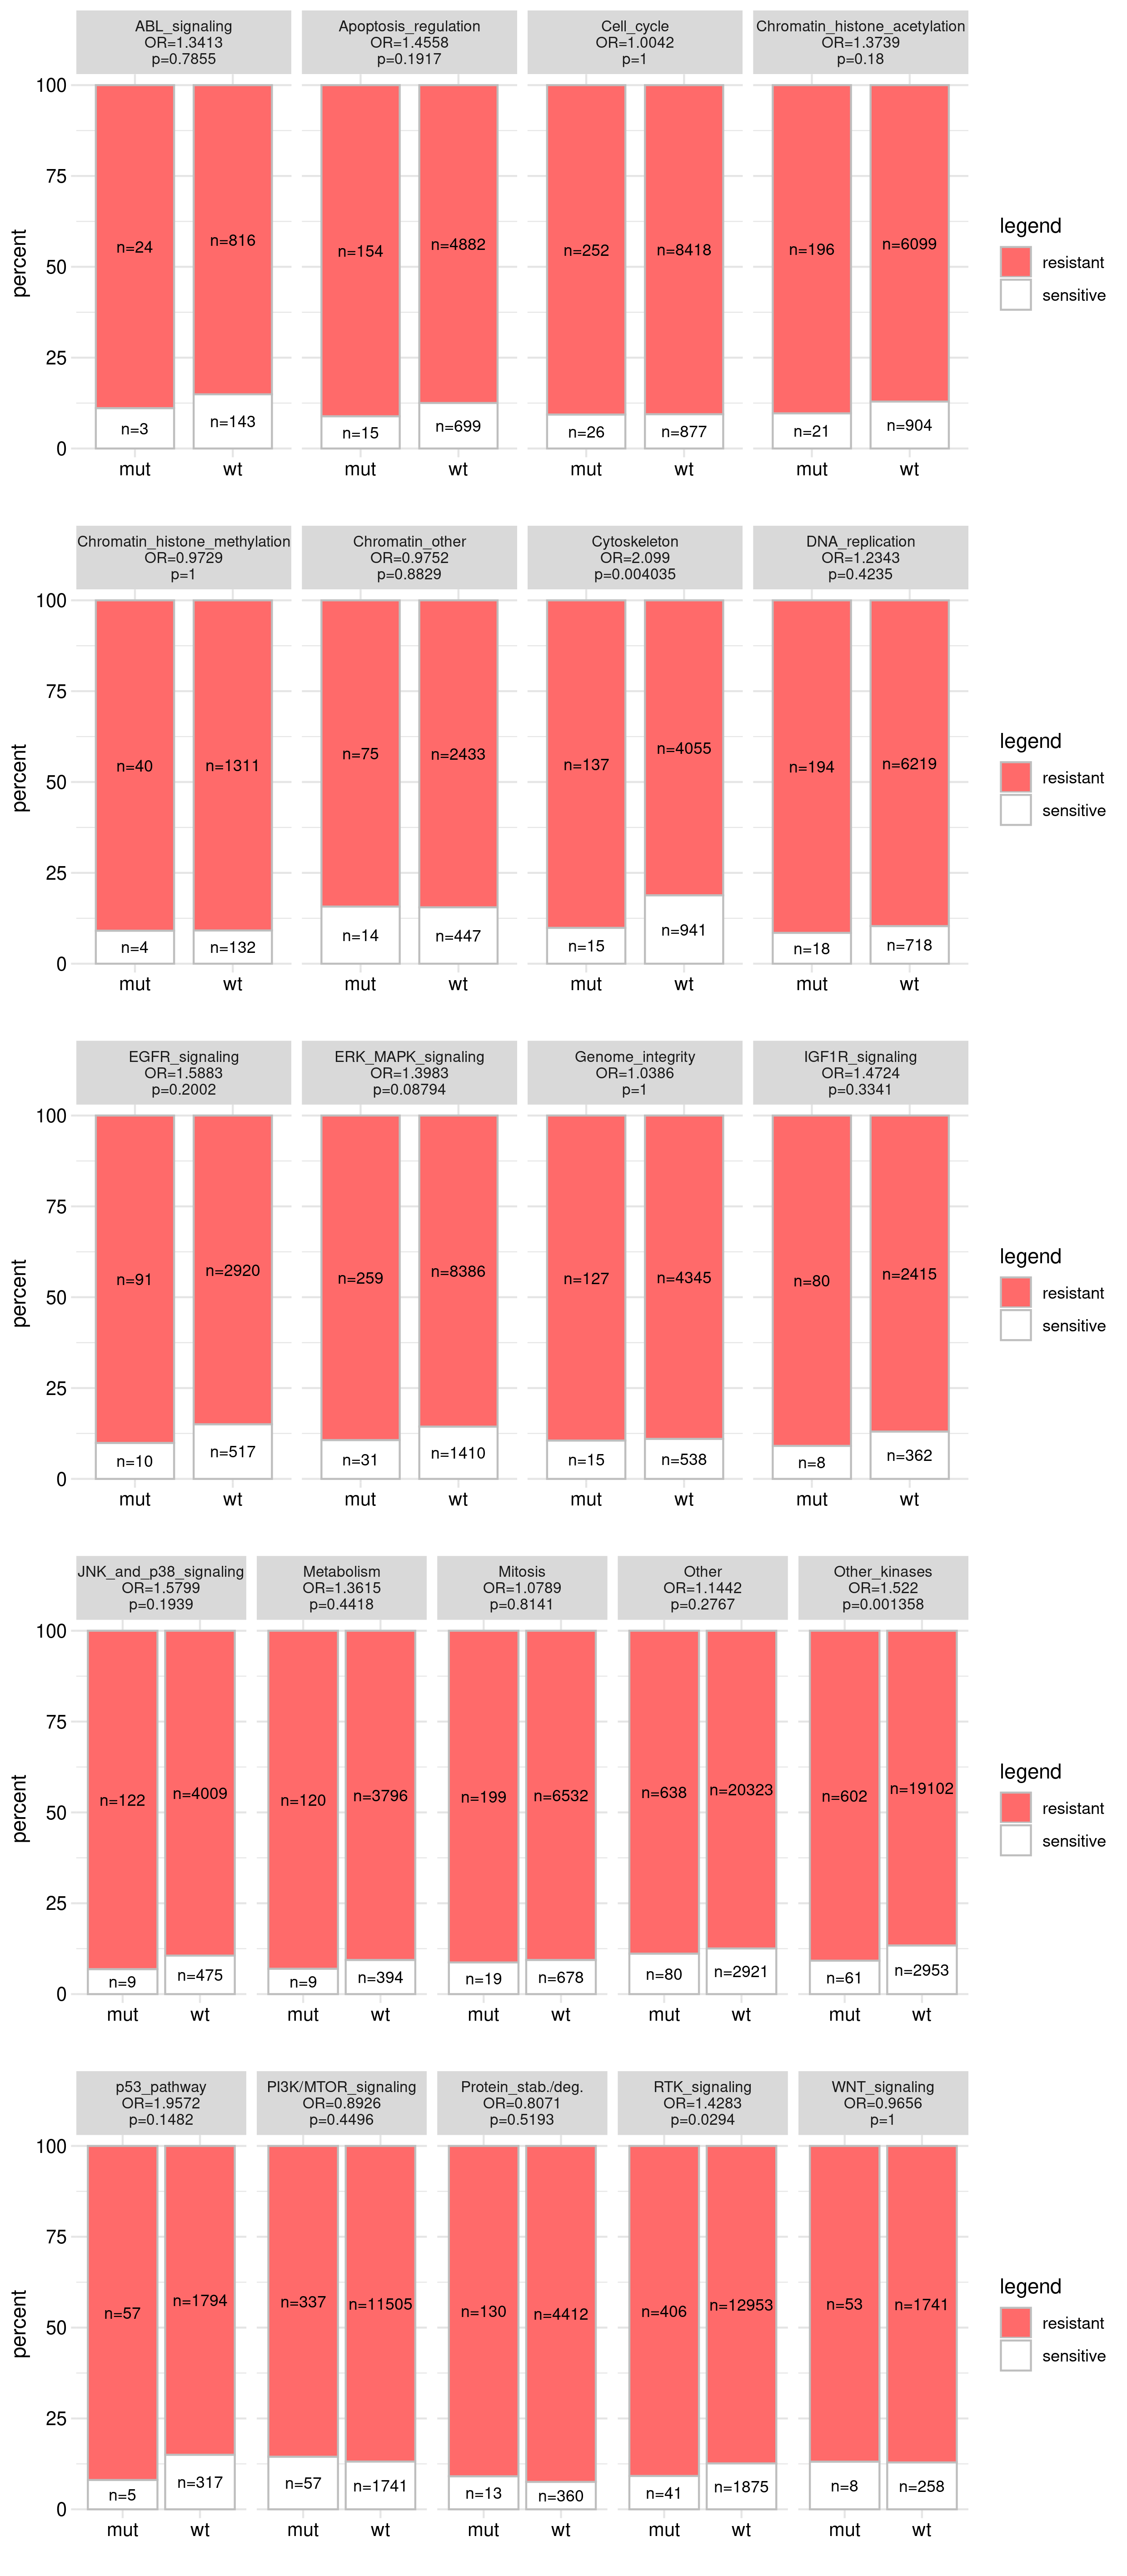 ABL_signaling
OR=1.3413
p=0.7855
Apoptosis_regulation
OR=1.4558
p=0.1917
Cell_cycle
OR=1.0042
p=1
Chromatin_histone_acetylation
OR=1.3739
p=0.18
percent
100
75
50
25
0
n=24
n=816
n=154
n=4882
n=252
n=8418
n=196
n=6099
n=3
n=143
n=15
n=699
n=26
n=877
n=21
n=904
mut
wt
mut
wt
mut
wt
mut
wt
legend
resistant
sensitive
Chromatin_histone_methylation
OR=0.9729
p=1
Chromatin_other
OR=0.9752
p=0.8829
Cytoskeleton
OR=2.099
p=0.004035
DNA_replication
OR=1.2343
p=0.4235
percent
100
75
50
25
0
n=40
n=1311
n=75
n=2433
n=137
n=4055
n=194
n=6219
n=4
n=132
n=14
n=447
n=15
n=941
n=18
n=718
mut
wt
mut
wt
mut
wt
mut
wt
legend
resistant
sensitive
EGFR_signaling
OR=1.5883
p=0.2002
ERK_MAPK_signaling
OR=1.3983
p=0.08794
Genome_integrity
OR=1.0386
p=1
IGF1R_signaling
OR=1.4724
p=0.3341
percent
100
75
50
25
0
n=91
n=2920
n=259
n=8386
n=127
n=4345
n=80
n=2415
n=10
n=517
n=31
n=1410
n=15
n=538
n=8
n=362
mut
wt
mut
wt
mut
wt
mut
wt
legend
resistant
sensitive
JNK_and_p38_signaling
OR=1.5799
p=0.1939
Metabolism
OR=1.3615
p=0.4418
Mitosis
OR=1.0789
p=0.8141
Other
OR=1.1442
p=0.2767
Other_kinases
OR=1.522
p=0.001358
percent
100
75
50
25
0
n=122
n=4009
n=120
n=3796
n=199
n=6532
n=638
n=20323
n=602
n=19102
n=9
n=475
n=9
n=394
n=19
n=678
n=80
n=2921
n=61
n=2953
mut
wt
mut
wt
mut
wt
mut
wt
mut
wt
legend
resistant
sensitive
p53_pathway
OR=1.9572
p=0.1482
PI3K/MTOR_signaling
OR=0.8926
p=0.4496
Protein_stab./deg.
OR=0.8071
p=0.5193
RTK_signaling
OR=1.4283
p=0.0294
WNT_signaling
OR=0.9656
p=1
percent
100
75
50
25
0
n=57
n=1794
n=337
n=11505
n=130
n=4412
n=406
n=12953
n=53
n=1741
n=5
n=317
n=57
n=1741
n=13
n=360
n=41
n=1875
n=8
n=258
mut
wt
mut
wt
mut
wt
mut
wt
mut
wt
legend
resistant
sensitive